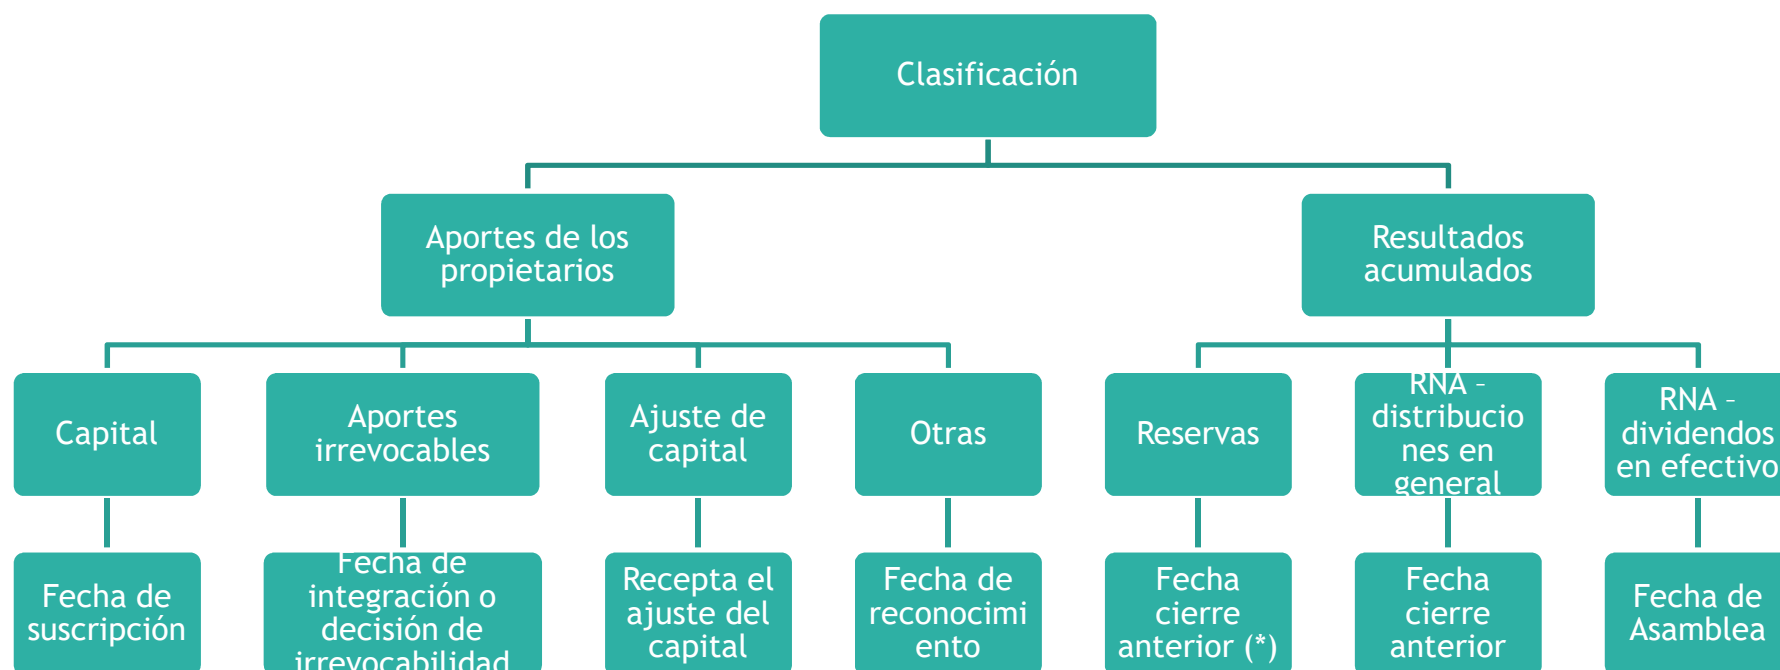 Clasificación
Aportes de los
propietarios
Resultados
acumulados
Capital
Aportes
irrevocables
Ajuste de
capital
Otras
Reservas
RNA –
distribucio
nes en
general
RNA –
dividendos
en efectivo
Fecha de
suscripción
Fecha de
integración o
decisión de
irrevocabilidad
Recepta el
ajuste del
capital
Fecha de
reconocimi
ento
Fecha
cierre
anterior (*)
Fecha
cierre
anterior
Fecha de
Asamblea